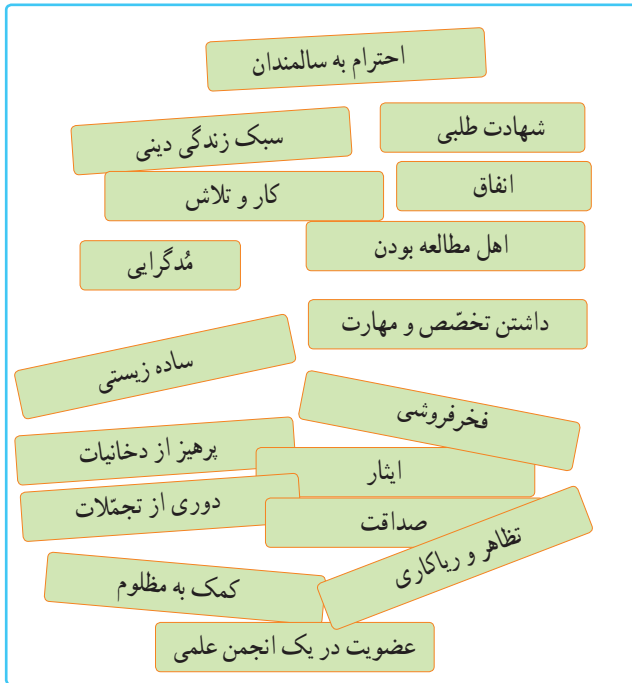 احترام به سالمندان
شهادت طلبی
سبک زندگی دینی
انفاق
کار و تلاش
اهل مطالعه بودن
مُدگرایی
داشتن تخصّص و مهارت
ساده زیستی
فخرفروشی
پرهیز از دخانیات
ایثار
دوری از تجمّلات
صداقت
تظاهر و ریاکاری
کمک به مظلوم
عضویت در یک انجمن علمی